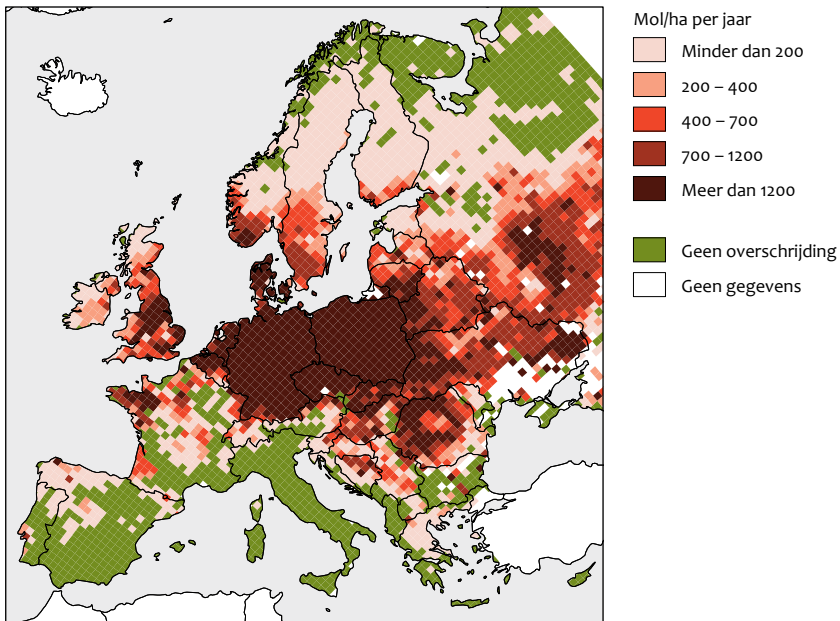 Mol/ha per jaar
Minder dan 200
200 – 400
400 – 700
700 – 1200
Meer dan 1200
Geen overschrijding
Geen gegevens